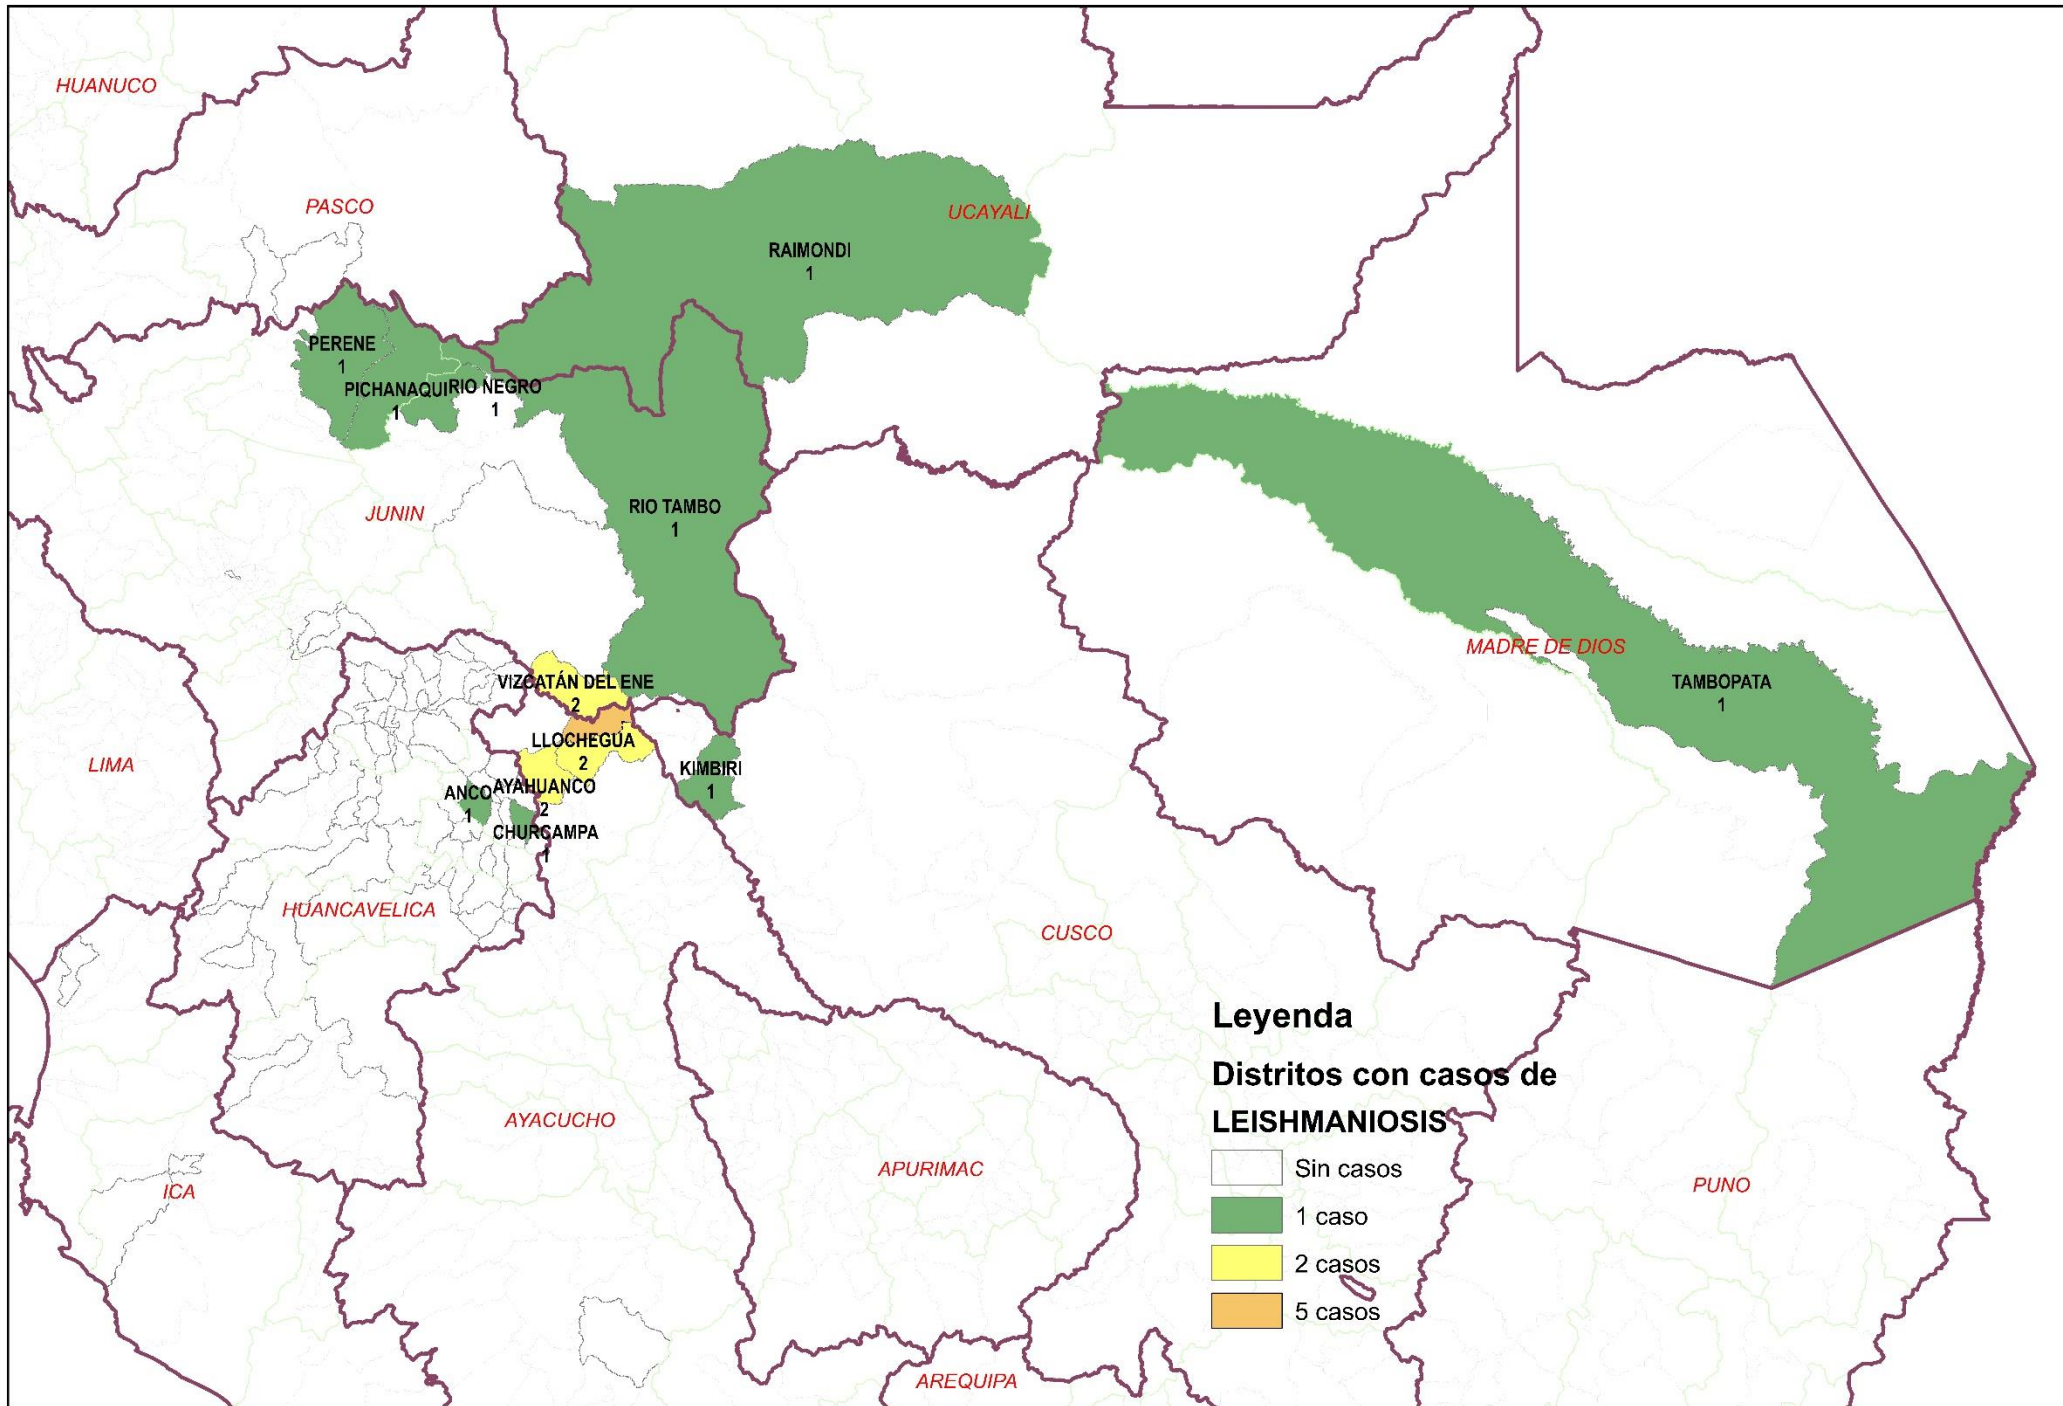 HUANUCO
PASCO
UCAYALI
RAIMONDI
1
PERENE
1
PICHANAQUI
1
RIO NEGRO
1
JUNIN
RIO TAMBO
1
MADRE DE DIOS
TAMBOPATA
1
VIZCATÁN DEL ENE
2
LLOCHEGUA
2
LIMA
KIMBIRI
1
ANCO
1
AYAHUANCO
2
CHURCAMPA
1
HUANCAVELICA
CUSCO
AYACUCHO
APURIMAC
ICA
PUNO
AREQUIPA
Leyenda
Distritos con casos de
LEISHMANIOSIS
Sin casos
1 caso
2 casos
5 casos